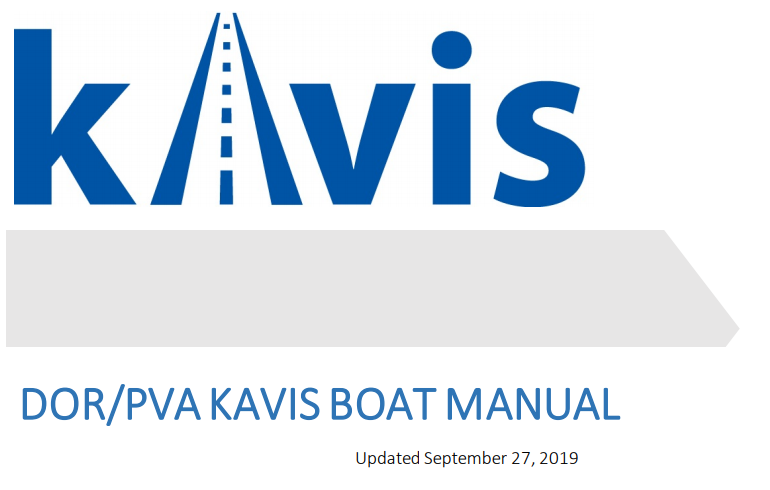 kAvis
DOR/PVA KAVIS BOAT MANUAL
Updated September 27, 2019